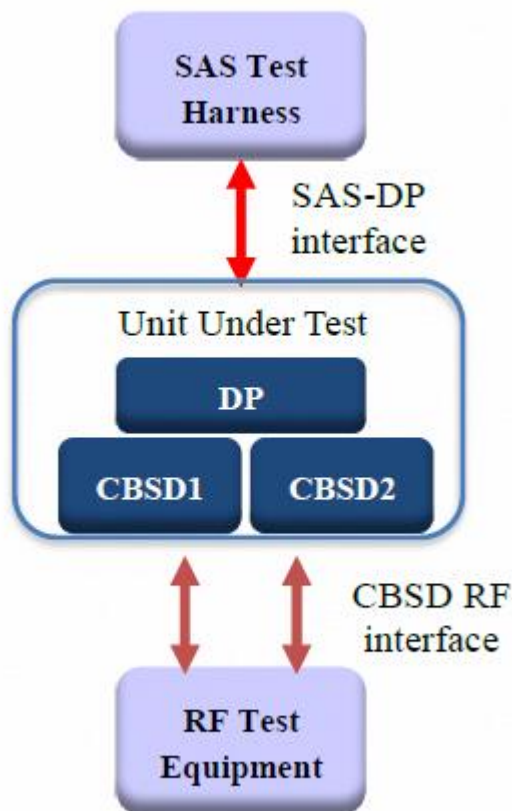 SAS Test
Harness
SAS-DP
interface
Unit Under Test
DP
CBSD1
CBSD2
CBSD RF
interface
RF Test
Equipment